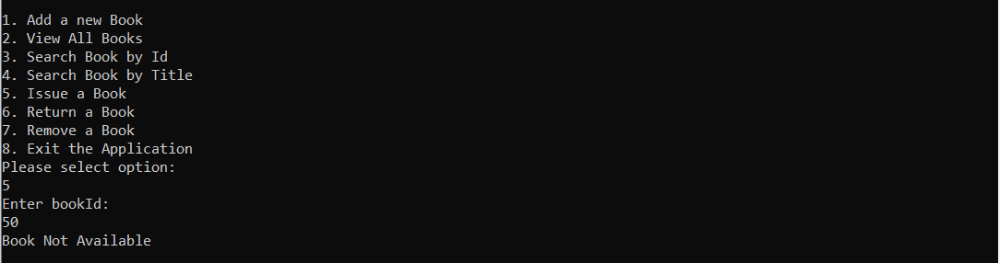 1. Add a new Book
2. View All Books
3. Search Book by Id
4. Search Book by Title
5. Issue a Book
6. Return a Book
7. Remove a Book
8. Exit the Application
Please select option:
5
Enter bookId:
50
Book Not Available